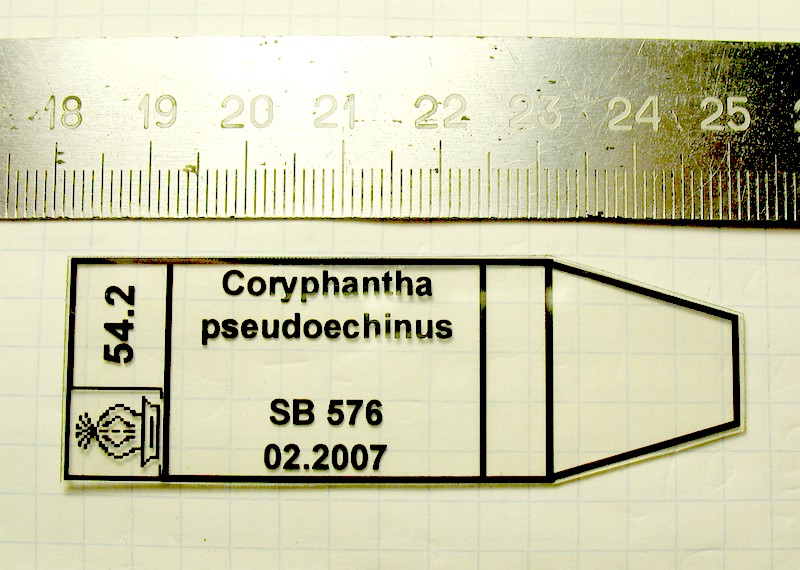 18 19 20 21 22 23 24 25
54.2
Coryphantha
pseudoechinus
SB 576
02.2007